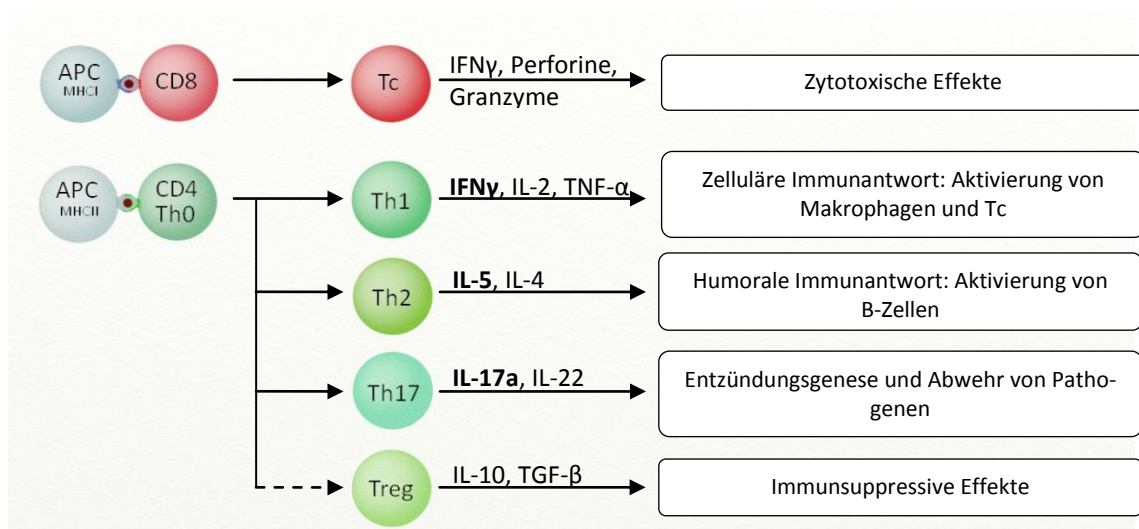 APC
MHCI
CD8
Tc
IFNγ, Perforine,
Granzyme
Zytotoxische Effekte
APC
MHCII
CD4
Th0
Th1
IFNγ, IL-2, TNF-α
Zelluläre Immunantwort: Aktivierung von
Makrophagen und Tc
Th2
IL-5, IL-4
Humorale Immunantwort: Aktivierung von
B-Zellen
Th17
IL-17a, IL-22
Entzündungsgenese und Abwehr von Patho-
genen
Treg
IL-10, TGF-β
Immunsuppressive Effekte